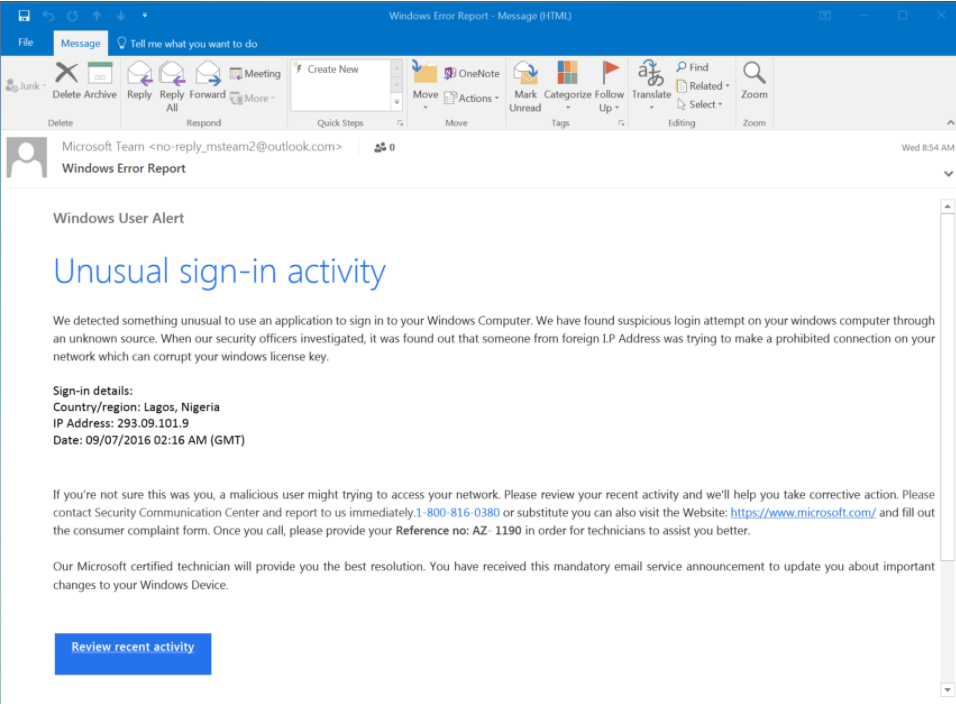 Windows Error Report - Message (HTML)
File
Message
Tell me what you want to do
Junk
Delete
Archive
Reply
Reply All
Forward
Meeting
More
Create New
Move
OneNote
Actions
Mark Unread
Categorize
Follow Up
Translate
Find
Related
Select
Zoom
Delete
Respond
Quick Steps
Move
Tags
Editing
Zoom
Microsoft Team <no-reply_msteam2@outlook.com>
0
Wed 8:54 AM
Windows Error Report
Windows User Alert
Unusual sign-in activity
We detected something unusual to use an application to sign in to your Windows Computer. We have found suspicious login attempt on your windows computer through
an unknown source. When our security officers investigated, it was found out that someone from foreign I.P Address was trying to make a prohibited connection on your
network which can corrupt your windows license key.
Sign-in details:
Country/region: Lagos, Nigeria
IP Address: 293.09.101.9
Date: 09/07/2016 02:16 AM (GMT)
If you're not sure this was you, a malicious user might trying to access your network. Please review your recent activity and we'll help you take corrective action. Please
contact Security Communication Center and report to us immediately.1-800-816-0380 or substitute you can also visit the Website: https://www.microsoft.com/ and fill out
the consumer complaint form. Once you call, please provide your Reference no: AZ- 1190 in order for technicians to assist you better.
Our Microsoft certified technician will provide you the best resolution. You have received this mandatory email service announcement to update you about important
changes to your Windows Device.
Review recent activity